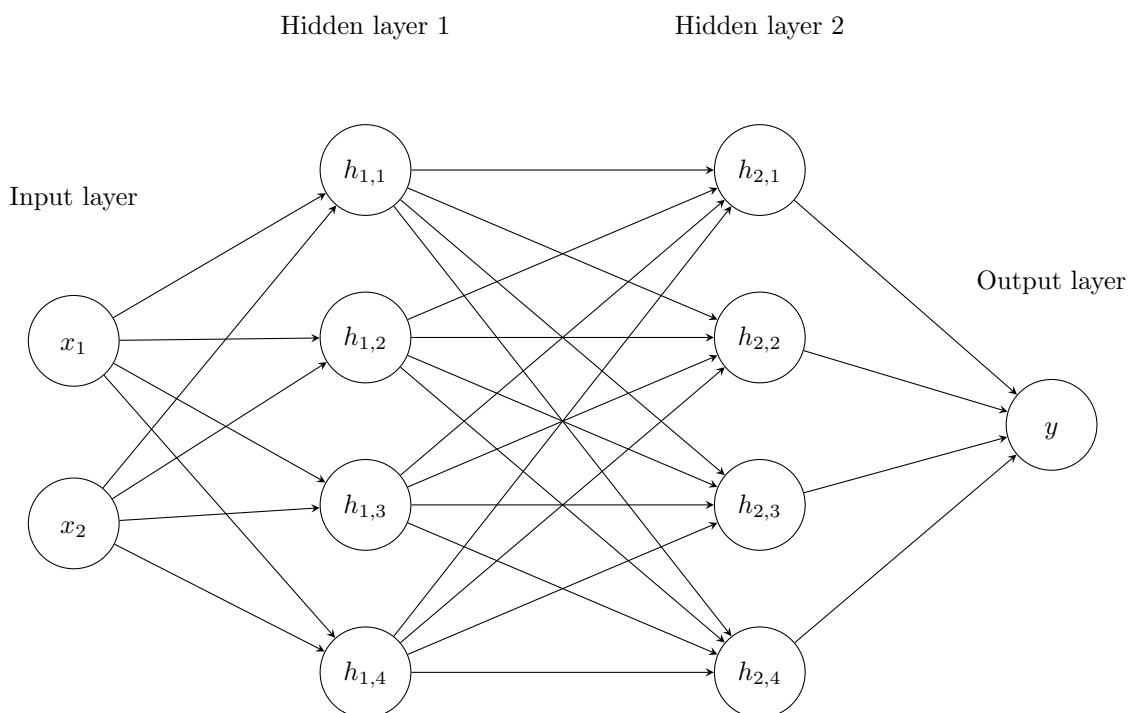 Hidden layer 1
Hidden layer 2
Input layer
Output layer
x₁
x₂
h₁,₁
h₁,₂
h₁,₃
h₁,₄
h₂,₁
h₂,₂
h₂,₃
h₂,₄
y